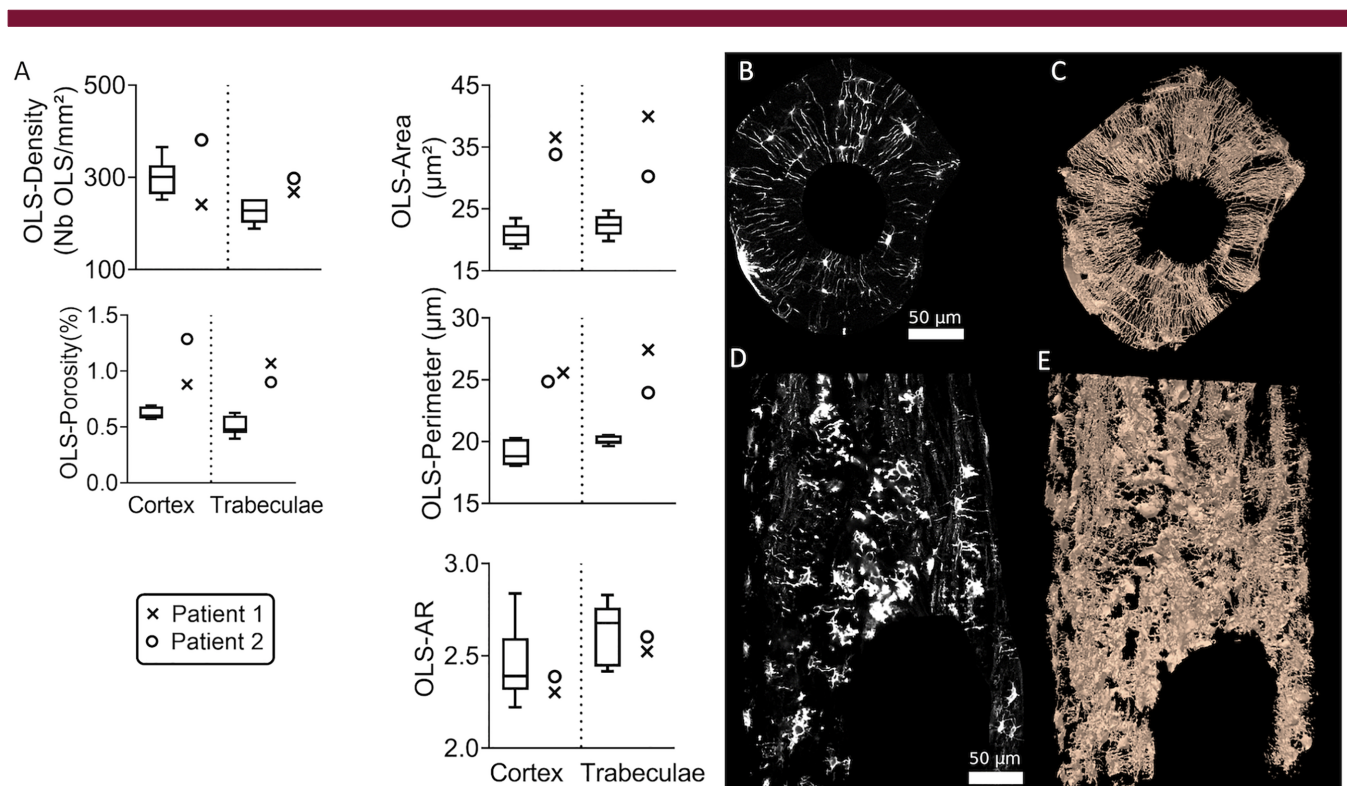 A
OLS-Density
(Nb OLS/mm²)
500
300
100
OLS-Porosity(%)
1.5
1.0
0.5
0.0
Cortex
Trabeculae
× Patient 1
o Patient 2
OLS-Area
(μm²)
45
35
25
15
OLS-Perimeter (μm)
30
25
20
15
OLS-AR
3.0
2.5
2.0
Cortex
Trabeculae
B
50 μm
C
D
50 μm
E